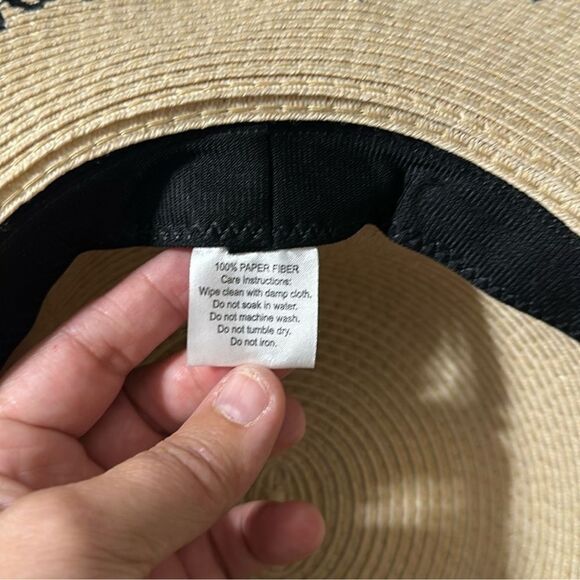 100% PAPER FIBER
Care Instructions:
Wipe clean with damp cloth.
Do not soak in water.
Do not machine wash.
Do not tumble dry.
Do not iron.